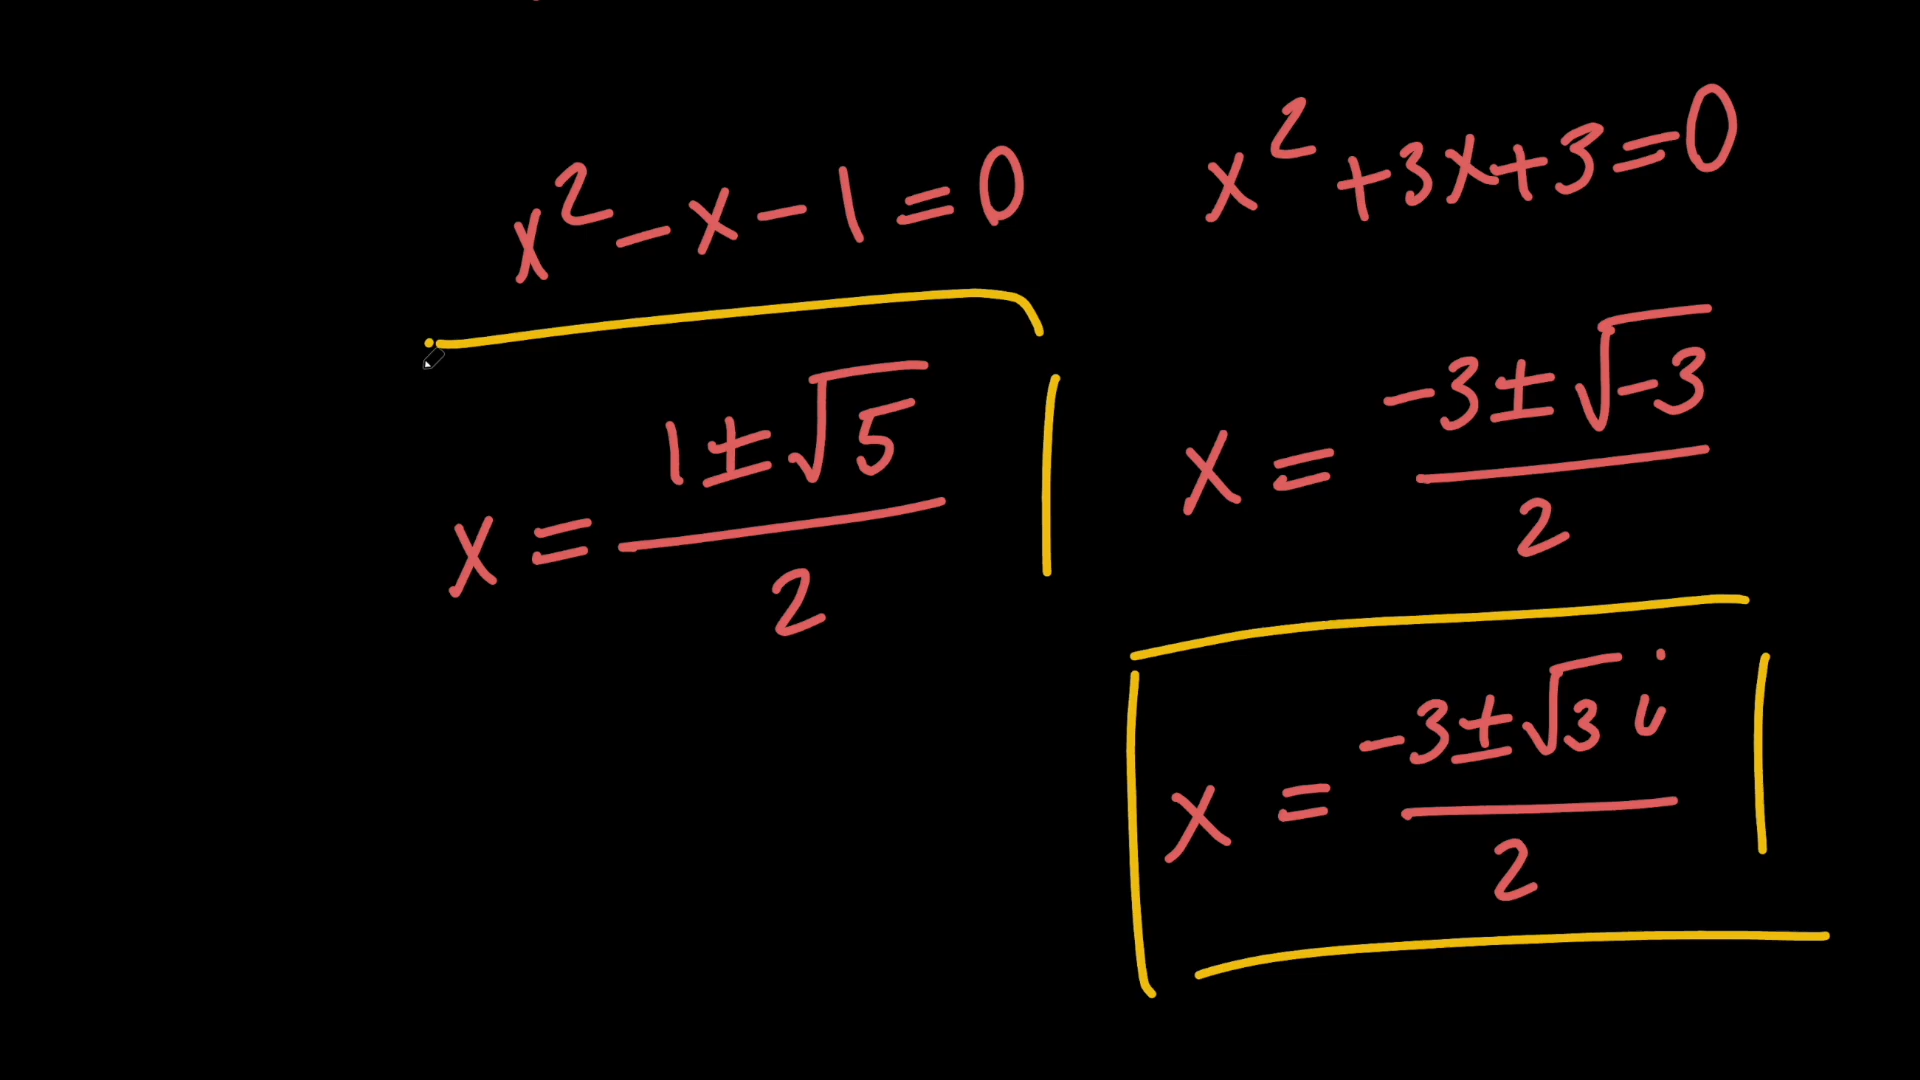 x² - x - 1 = 0
x = (1 ± √5)/2
x² + 3x + 3 = 0
x = (-3 ± √-3)/2
x = (-3 ± √3 i)/2